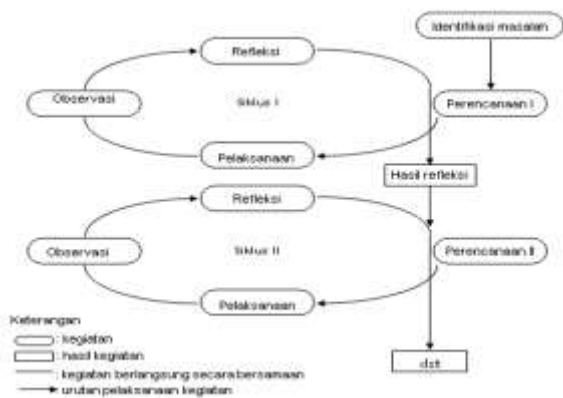 Identifikasi masalah
Refleksi
Observasi
Siklus I
Perencanaan I
Pelaksanaan
Hasil refleksi
Refleksi
Observasi
Siklus II
Perencanaan II
Pelaksanaan
Keterangan
: kegiatan
: hasil kegiatan
: kegiatan berlangsung secara bersamaan
: urutan pelaksanaan kegiatan
dst